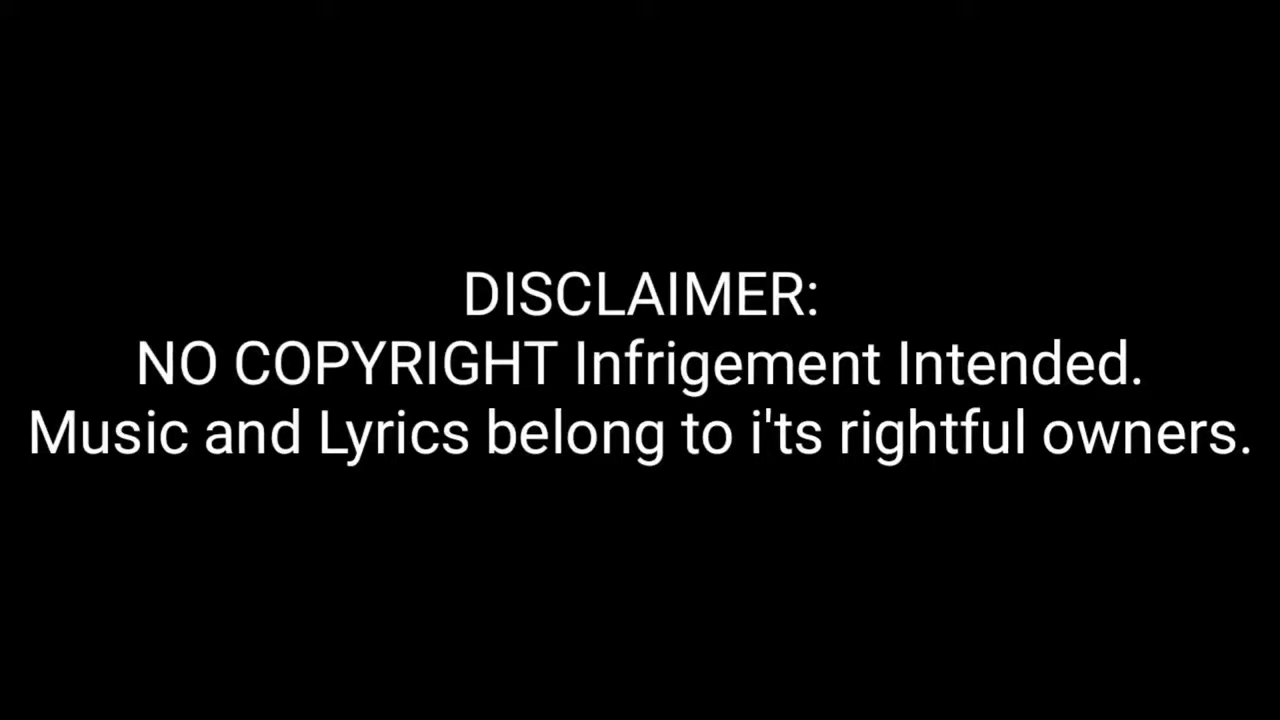 DISCLAIMER:
NO COPYRIGHT Infrigement Intended.
Music and Lyrics belong to i'ts rightful owners.